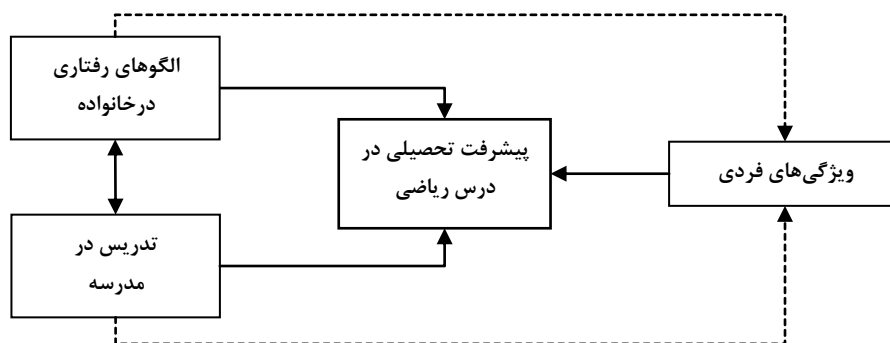 الگوهای رفتاری
درخانواده
پیشرفت تحصیلی در
درس ریاضی
ویژگی‌های فردی
تدریس در
مدرسه